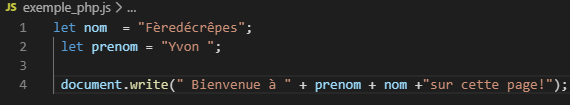 JS exemple_php.js > ...
1 let nom  = "Fèredécrêpes";
2 let prenom = "Yvon ";
3
4 document.write(" Bienvenue à " + prenom + nom +"sur cette page!");